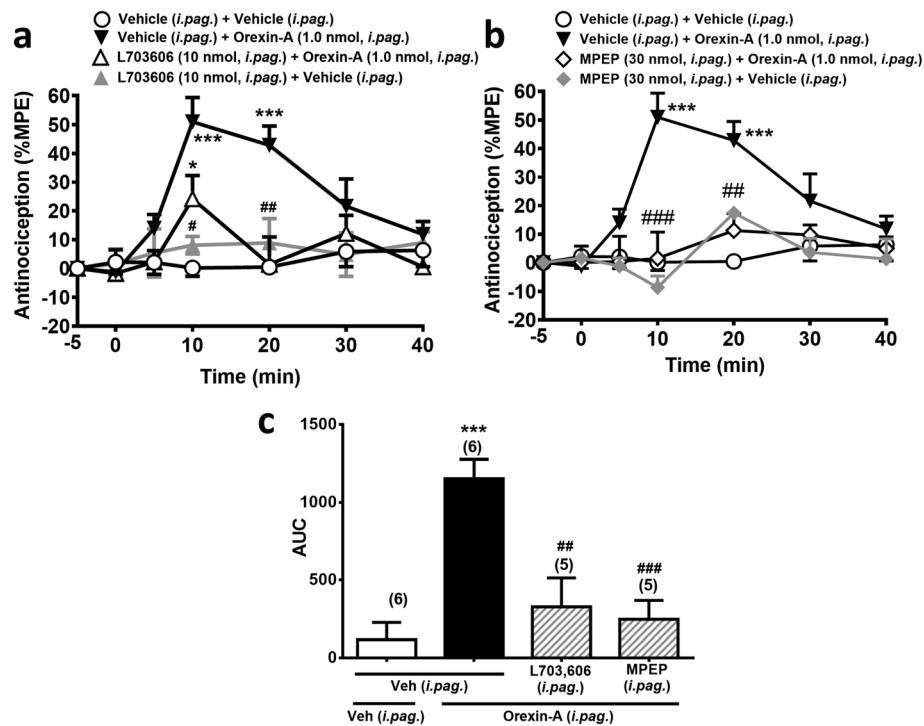 a
Vehicle (i.pag.) + Vehicle (i.pag.)
Vehicle (i.pag.) + Orexin-A (1.0 nmol, i.pag.)
L703606 (10 nmol, i.pag.) + Orexin-A (1.0 nmol, i.pag.)
L703606 (10 nmol, i.pag.) + Vehicle (i.pag.)
Antinociception (%MPE)
60
50
40
30
20
10
0
-10
-20
***
***
*
#
##
-5 0 10 20 30 40
Time (min)
b
Vehicle (i.pag.) + Vehicle (i.pag.)
Vehicle (i.pag.) + Orexin-A (1.0 nmol, i.pag.)
MPEP (30 nmol, i.pag.) + Orexin-A (1.0 nmol, i.pag.)
MPEP (30 nmol, i.pag.) + Vehicle (i.pag.)
Antinociception (%MPE)
60
50
40
30
20
10
0
-10
-20
***
***
###
##
-5 0 10 20 30 40
Time (min)
c
AUC
1500
1000
500
0
(6)
***
(6)
##
(5)
###
(5)
Veh (i.pag.)
L703,606
(i.pag.)
MPEP
(i.pag.)
Veh (i.pag.)
Orexin-A (i.pag.)